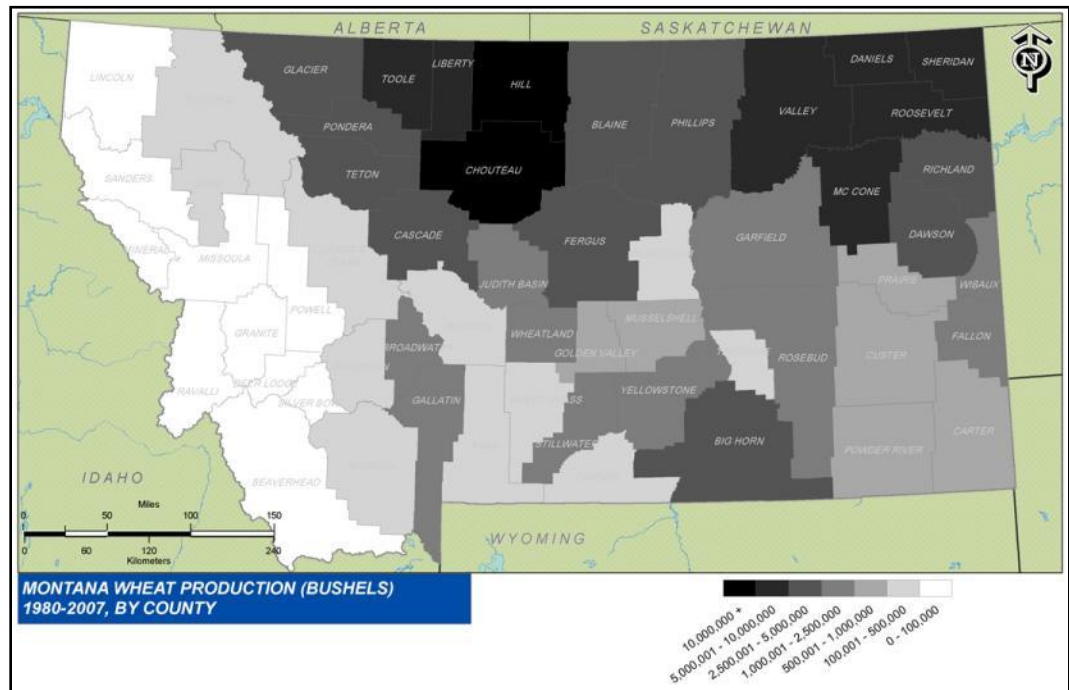 ALBERTA
SASKATCHEWAN
N
LINCOLN
GLACIER
TOOLE
LIBERTY
HILL
DANIELS
SHERIDAN
VALLEY
ROOSEVELT
BLAINE
PHILLIPS
PONDERA
TETON
CHOUTEAU
RICHLAND
MC CONE
SANDERS
CASCADE
FERGUS
GARFIELD
DAWSON
MINERAL
MISSOULA
JUDITH BASIN
PRAIRIE
WIBAUX
POWELL
GRANITE
WHEATLAND
MUSSELSHELL
GOLDEN VALLEY
BROADWATER
ROSEBUD
CUSTER
FALLON
DEER LODGE
RAVALLI
SILVER BOW
GALLATIN
YELLOWSTONE
STILLWATER
BIG HORN
POWDER RIVER
CARTER
BEAVERHEAD
IDAHO
WYOMING
Miles
0 50 100 150
0 60 120 240
Kilometers
MONTANA WHEAT PRODUCTION (BUSHELS)
1980-2007, BY COUNTY
10,000,000 +
5,000,001 - 10,000,000
2,500,001 - 5,000,000
1,000,001 - 2,500,000
500,001 - 1,000,000
100,001 - 500,000
0 - 100,000